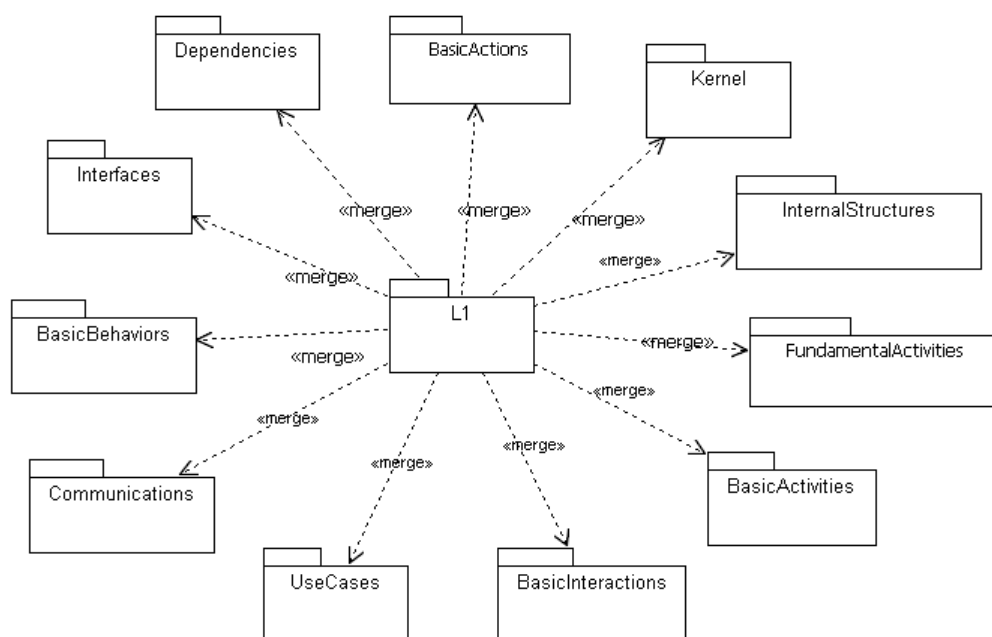 Dependencies
BasicActions
Kernel
Interfaces
InternalStructures
«merge»
«merge»
«merge»
«merge»
«merge»
L1
BasicBehaviors
«merge»
«merge»
FundamentalActivities
«merge»
«merge»
Communications
«merge»
«merge»
BasicActivities
UseCases
BasicInteractions